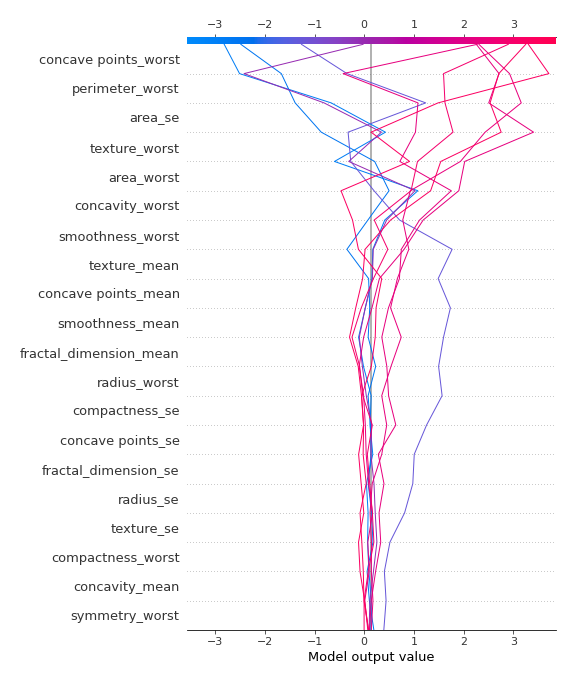 −3 −2 −1 0 1 2 3
concave points_worst
perimeter_worst
area_se
texture_worst
area_worst
concavity_worst
smoothness_worst
texture_mean
concave points_mean
smoothness_mean
fractal_dimension_mean
radius_worst
compactness_se
concave points_se
fractal_dimension_se
radius_se
texture_se
compactness_worst
concavity_mean
symmetry_worst
−3 −2 −1 0 1 2 3
Model output value